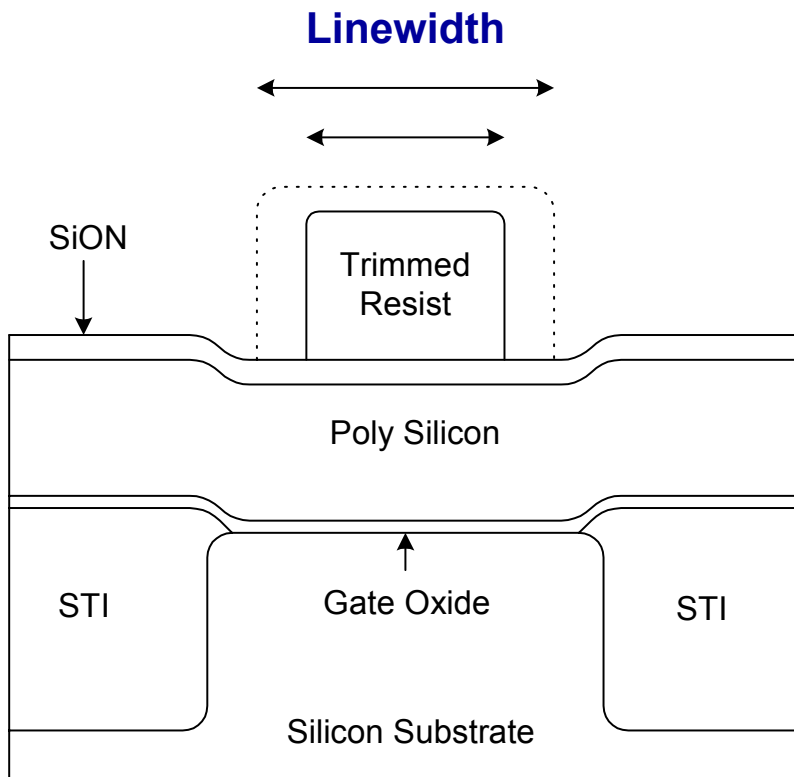 Linewidth
SiON
Trimmed
Resist
Poly Silicon
STI
Gate Oxide
STI
Silicon Substrate